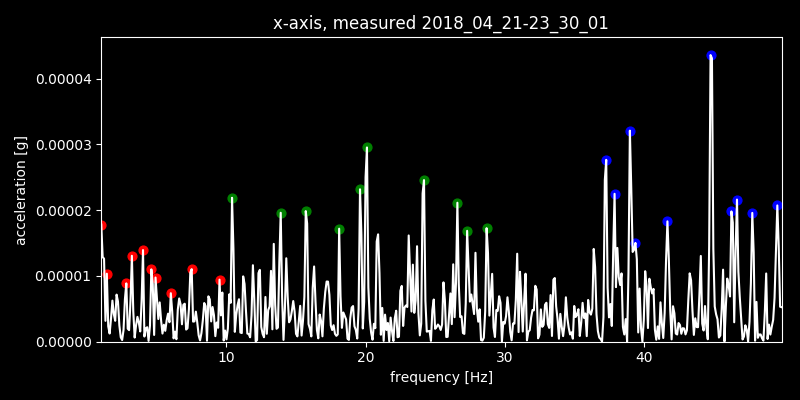 x-axis, measured 2018_04_21-23_30_01
acceleration [g]
0.00004
0.00003
0.00002
0.00001
0.00000
10 20 30 40
frequency [Hz]